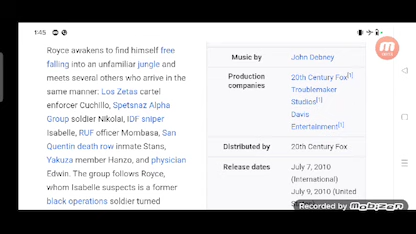 1:45
Royce awakens to find himself free
falling into an unfamiliar jungle and
meets several others who arrive in the
same manner: Los Zetas cartel
enforcer Cuchillo, Spetsnaz Alpha
Group soldier Nikolai, IDF sniper
Isabelle, RUF officer Mombasa, San
Quentin death row inmate Stans,
Yakuza member Hanzo, and physician
Edwin. The group follows Royce,
whom Isabelle suspects is a former
black operations soldier turned
Music by
John Debney
Production
companies
20th Century Fox[1]
Troublemaker
Studios[1]
Davis
Entertainment[1]
Distributed by
20th Century Fox
Release dates
July 7, 2010
(International)
July 9, 2010 (United
Recorded by Mobizen